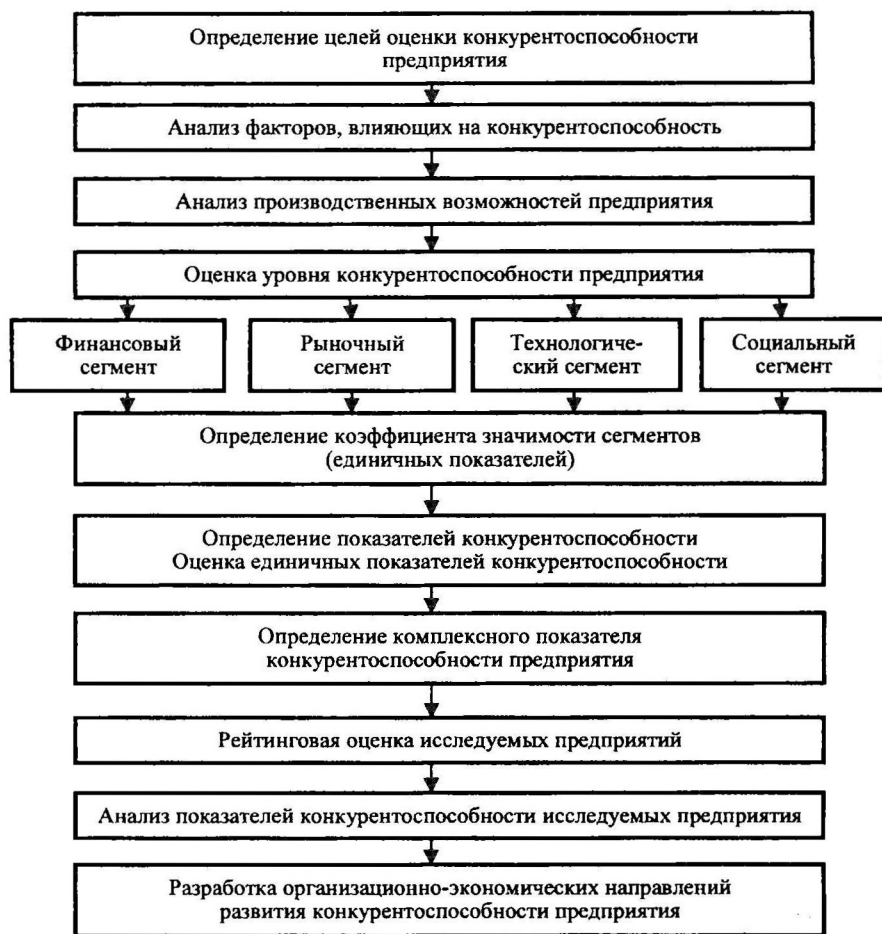 Определение целей оценки конкурентоспособности
предприятия
Анализ факторов, влияющих на конкурентоспособность
Анализ производственных возможностей предприятия
Оценка уровня конкурентоспособности предприятия
Финансовый
сегмент
Рыночный
сегмент
Технологиче-
ский сегмент
Социальный
сегмент
Определение коэффициента значимости сегментов
(единичных показателей)
Определение показателей конкурентоспособности
Оценка единичных показателей конкурентоспособности
Определение комплексного показателя
конкурентоспособности предприятия
Рейтинговая оценка исследуемых предприятий
Анализ показателей конкурентоспособности исследуемых предприятия
Разработка организационно-экономических направлений
развития конкурентоспособности предприятия